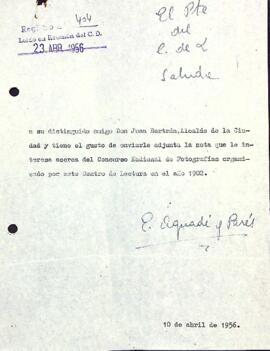 Registro 404
Leído en Reunión del C.D.
23 ABR 1956
El Pte
del
C. de L
Saluda
a su distinguido amigo Don Juan Bertrán, Alcalde de la Ciu-
dad y tiene el gusto de enviarle adjunta la nota que le in-
teresa acerca del Concurso Nacional de Fotografías organi-
zado por este Centro de Lectura en el año 1902.
E. Aguadé y Parés
10 de abril de 1956.